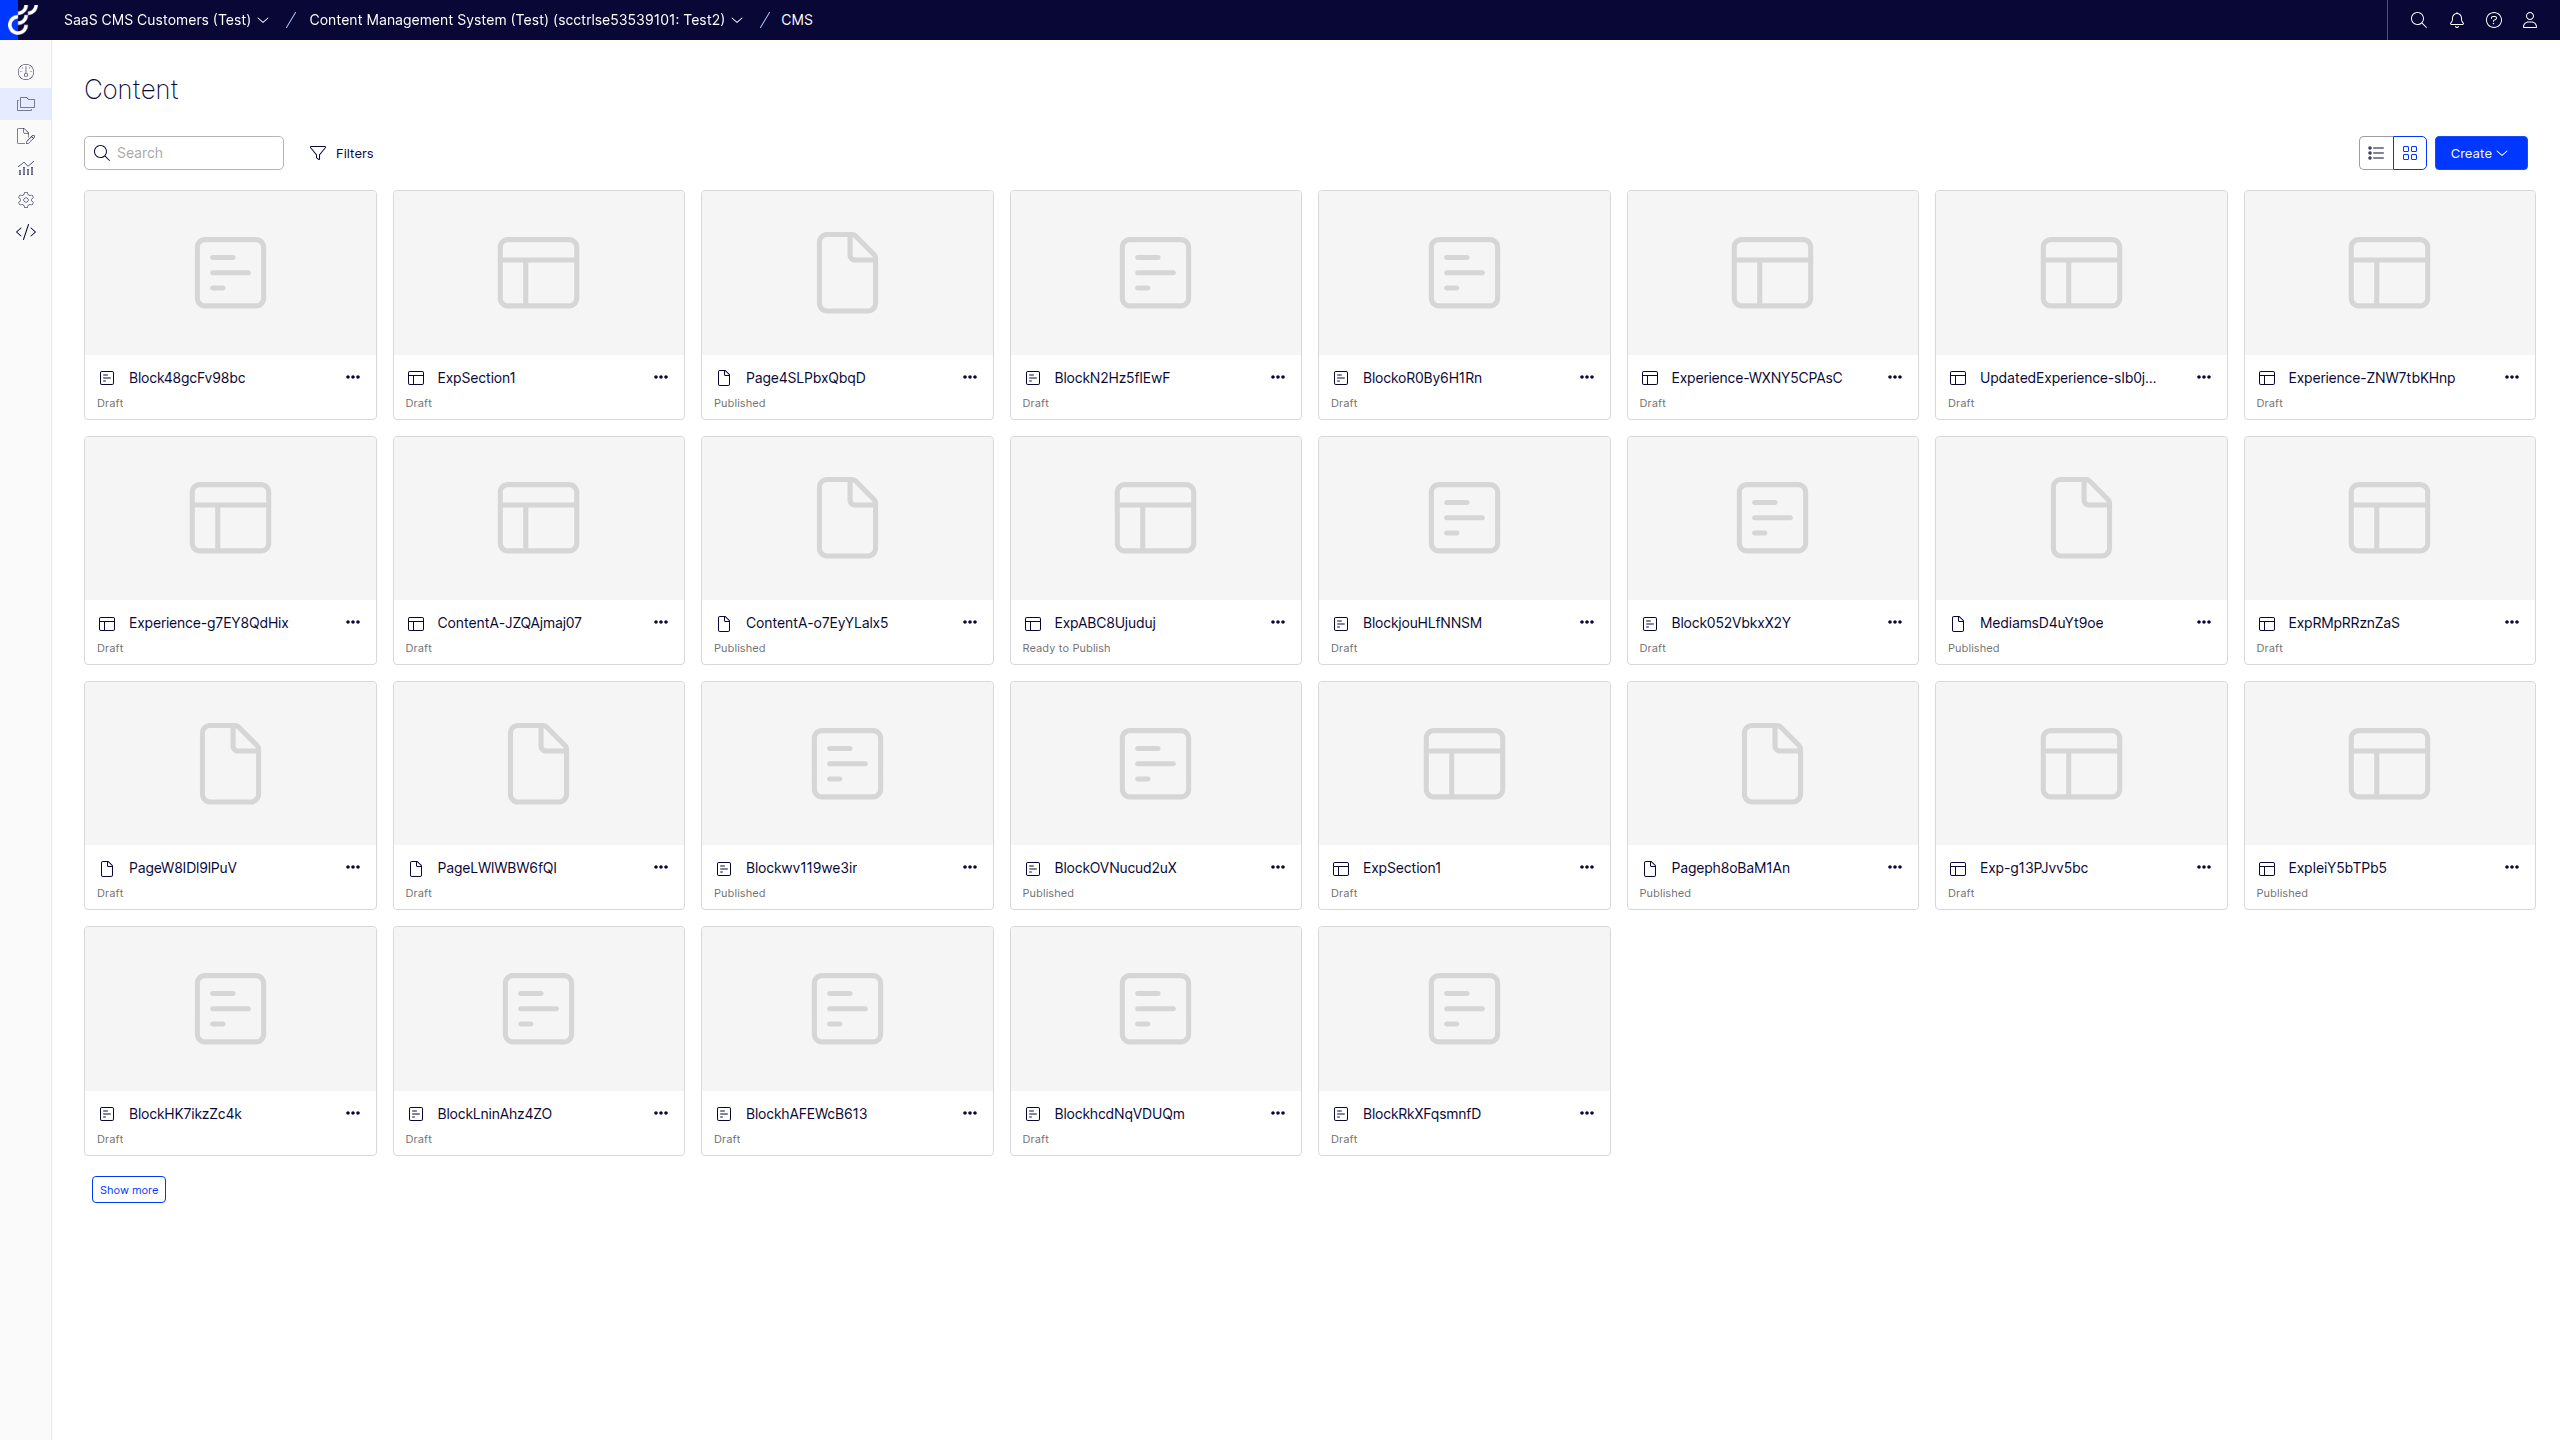 SaaS CMS Customers (Test) / Content Management System (Test) (scctrlse53539101: Test2) / CMS
Content
Search
Filters
Create
Block48gcFv98bc
Draft
ExpSection1
Draft
Page4SLPbxQbqD
Published
BlockN2Hz5flEwF
Draft
BlockoR0By6H1Rn
Draft
Experience-WXNY5CPAsC
Draft
UpdatedExperience-slb0j...
Draft
Experience-ZNW7tbKHnp
Draft
Experience-g7EY8QdHix
Draft
ContentA-JZQAjmaj07
Draft
ContentA-o7EyYLalx5
Published
ExpABC8Ujuduj
Ready to Publish
BlockjouHLfNNSM
Draft
Block052VbkxX2Y
Draft
MediamsD4uYt9oe
Published
ExpRMpRRznZaS
Draft
PageW8IDI9lPuV
Draft
PageLWlWBW6fQl
Draft
Blockwv119we3ir
Published
BlockOVNucud2uX
Published
ExpSection1
Draft
Pageph8oBaM1An
Published
Exp-g13PJvv5bc
Draft
ExpleiY5bTPb5
Published
BlockHK7ikzZc4k
Draft
BlockLninAhz4ZO
Draft
BlockhAFEWcB613
Draft
BlockhcdNqVDUQm
Draft
BlockRkXFqsmnfD
Draft
Show more